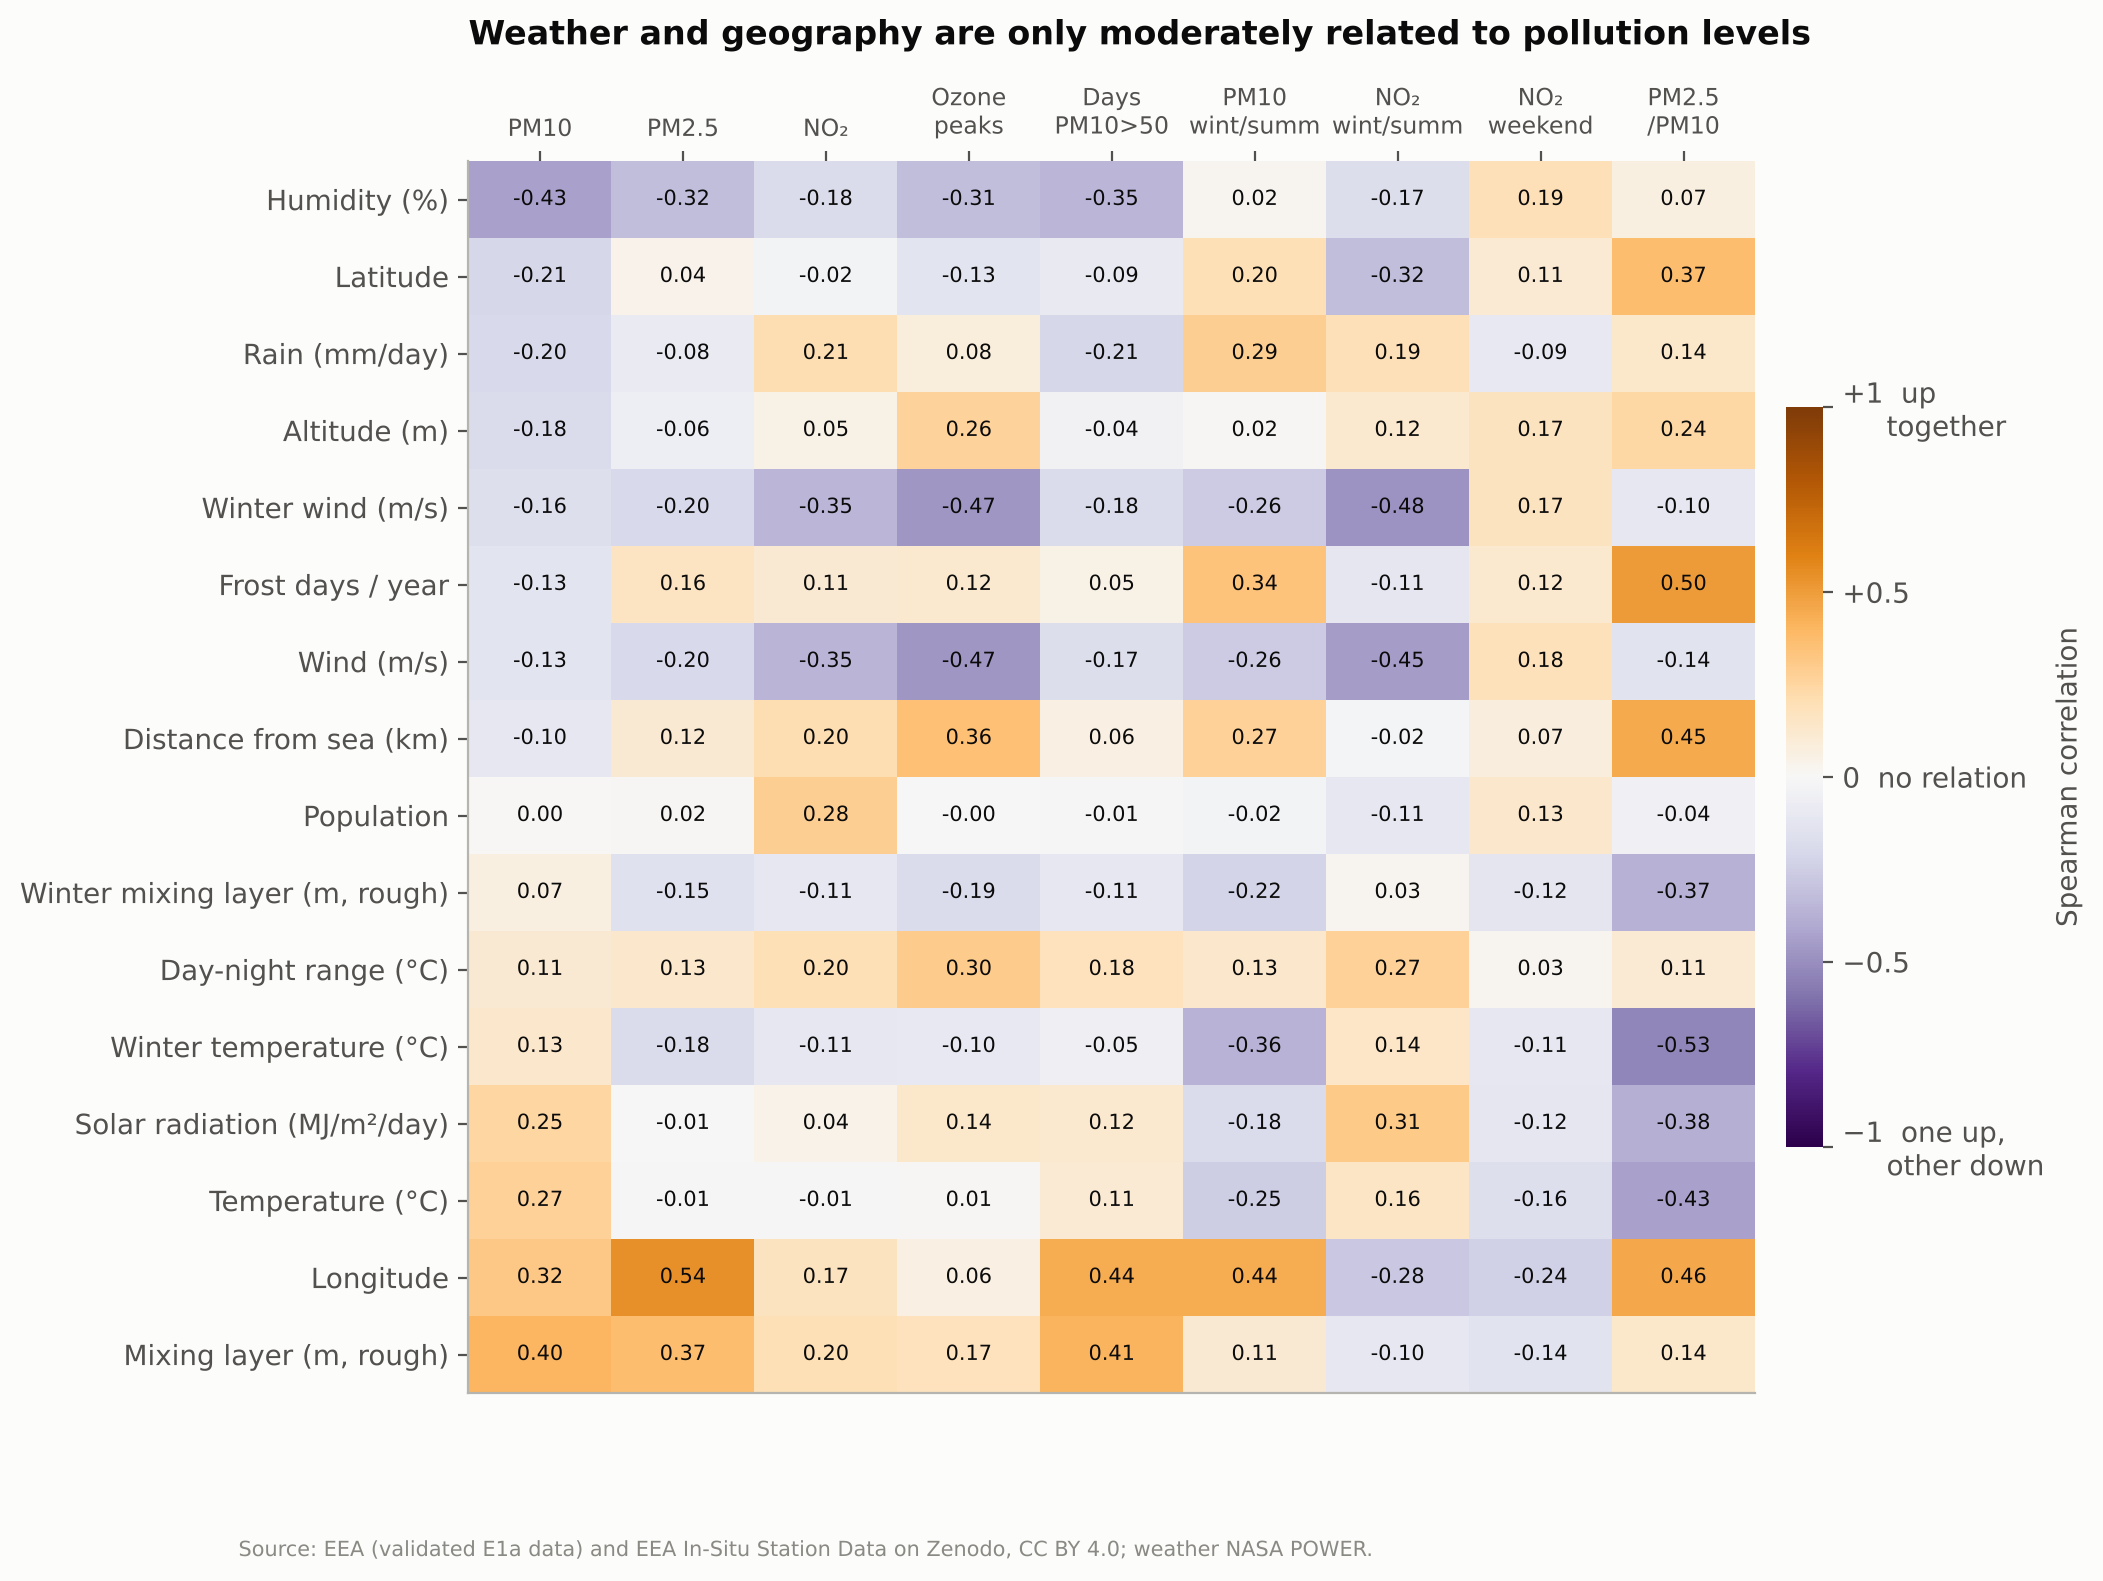 Weather and geography are only moderately related to pollution levels
PM10 PM2.5 NO₂ Ozone peaks Days PM10>50 PM10 wint/summ NO₂ wint/summ NO₂ weekend PM2.5 /PM10
Humidity (%) -0.43 -0.32 -0.18 -0.31 -0.35 0.02 -0.17 0.19 0.07
Latitude -0.21 0.04 -0.02 -0.13 -0.09 0.20 -0.32 0.11 0.37
Rain (mm/day) -0.20 -0.08 0.21 0.08 -0.21 0.29 0.19 -0.09 0.14
Altitude (m) -0.18 -0.06 0.05 0.26 -0.04 0.02 0.12 0.17 0.24
Winter wind (m/s) -0.16 -0.20 -0.35 -0.47 -0.18 -0.26 -0.48 0.17 -0.10
Frost days / year -0.13 0.16 0.11 0.12 0.05 0.34 -0.11 0.12 0.50
Wind (m/s) -0.13 -0.20 -0.35 -0.47 -0.17 -0.26 -0.45 0.18 -0.14
Distance from sea (km) -0.10 0.12 0.20 0.36 0.06 0.27 -0.02 0.07 0.45
Population 0.00 0.02 0.28 -0.00 -0.01 -0.02 -0.11 0.13 -0.04
Winter mixing layer (m, rough) 0.07 -0.15 -0.11 -0.19 -0.11 -0.22 0.03 -0.12 -0.37
Day-night range (°C) 0.11 0.13 0.20 0.30 0.18 0.13 0.27 0.03 0.11
Winter temperature (°C) 0.13 -0.18 -0.11 -0.10 -0.05 -0.36 0.14 -0.11 -0.53
Solar radiation (MJ/m²/day) 0.25 -0.01 0.04 0.14 0.12 -0.18 0.31 -0.12 -0.38
Temperature (°C) 0.27 -0.01 -0.01 0.01 0.11 -0.25 0.16 -0.16 -0.43
Longitude 0.32 0.54 0.17 0.06 0.44 0.44 -0.28 -0.24 0.46
Mixing layer (m, rough) 0.40 0.37 0.20 0.17 0.41 0.11 -0.10 -0.14 0.14
+1 up
together
+0.5
0 no relation
−0.5
−1 one up,
other down
Spearman correlation
Source: EEA (validated E1a data) and EEA In-Situ Station Data on Zenodo, CC BY 4.0; weather NASA POWER.